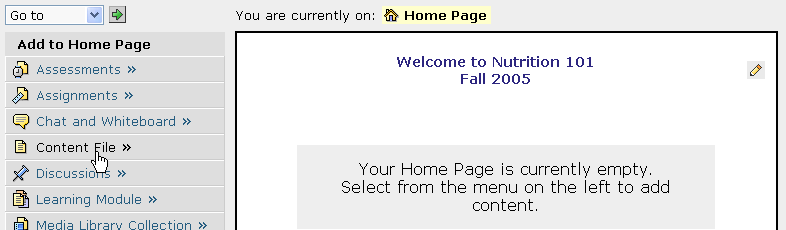 Go to
You are currently on: Home Page
Add to Home Page
Assessments »
Assignments »
Chat and Whiteboard »
Content File »
Discussions »
Learning Module »
Media Library Collection »
Welcome to Nutrition 101
Fall 2005
Your Home Page is currently empty.
Select from the menu on the left to add
content.